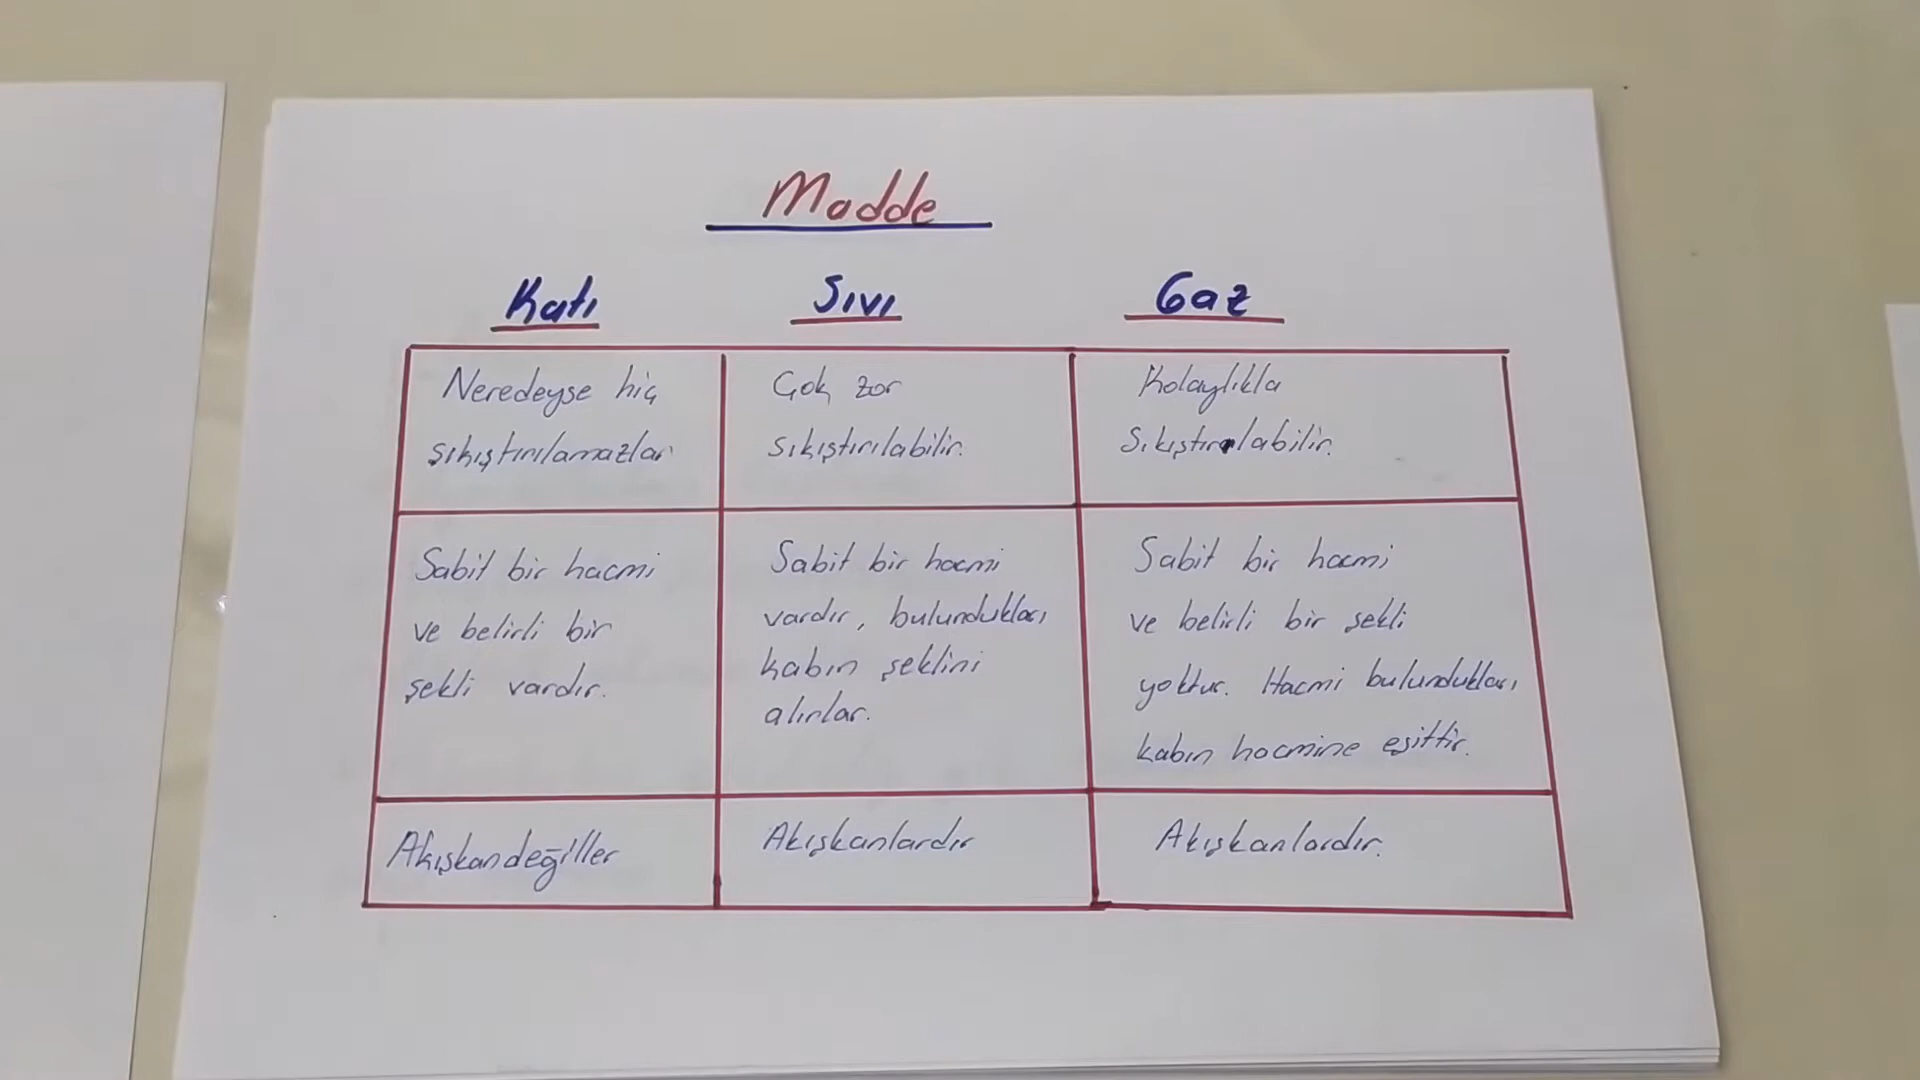 Madde
Katı
Sıvı
Gaz
Neredeyse hiç
sıkıştırılamazlar
Çok zor
sıkıştırılabilir.
Kolaylıkla
Sıkıştırılabilir.
Sabit bir hacmi
ve belirli bir
şekli vardır.
Sabit bir hacmi
vardır, bulundukları
kabın şeklini
alırlar.
Sabit bir hacmi
ve belirli bir şekli
yoktur. Hacmi bulundukları
kabın hacmine eşittir.
Akışkan değiller
Akışkanlardır
Akışkanlardır.